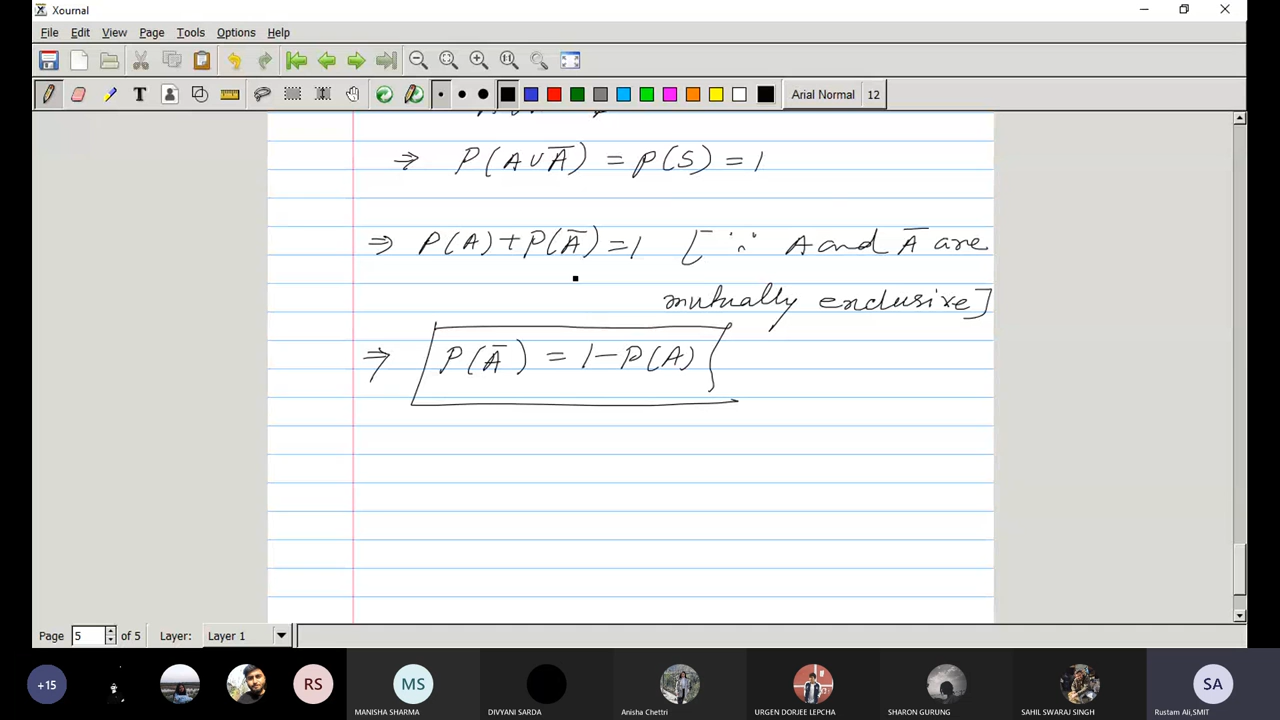 Xournal
File Edit View Page Tools Options Help
Arial Normal 12
⇒ P(A∪Ā) = P(S) = 1
⇒ P(A)+P(Ā)=1 [∵ A and Ā are
mutually exclusive]
⇒ P(Ā) = 1-P(A)
Page 5 of 5 Layer: Layer 1
+15 RS MS SA
MANISHA SHARMA DIVYANI SARDA Anisha Chettri URGEN DORJEE LEPCHA SHARON GURUNG SAHIL SWARAJ SINGH Rustam Ali,SMIT